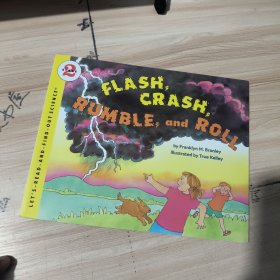 2
FLASH,
CRASH,
RUMBLE, and ROLL
by Franklyn M. Branley
Illustrated by True Kelley
LET'S-READ-AND-FIND-OUT SCIENCE®